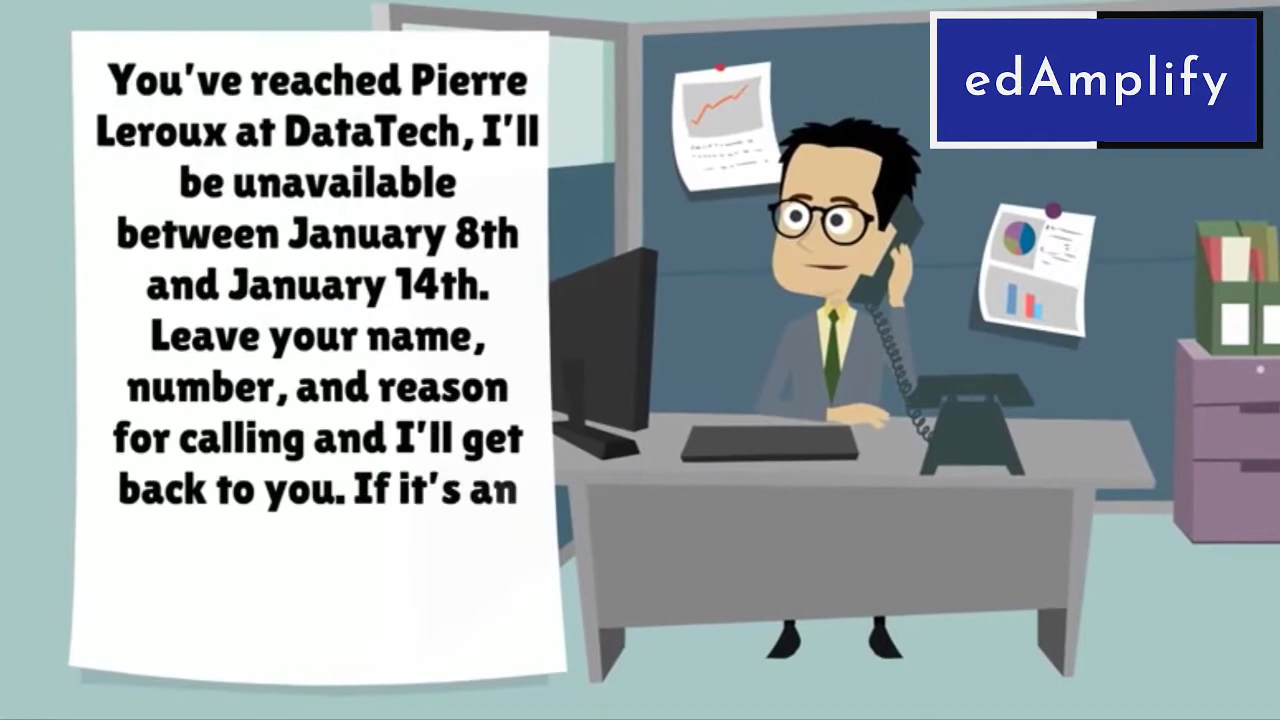 You've reached Pierre
Leroux at DataTech, I'll
be unavailable
between January 8th
and January 14th.
Leave your name,
number, and reason
for calling and I'll get
back to you. If it's an
edAmplify